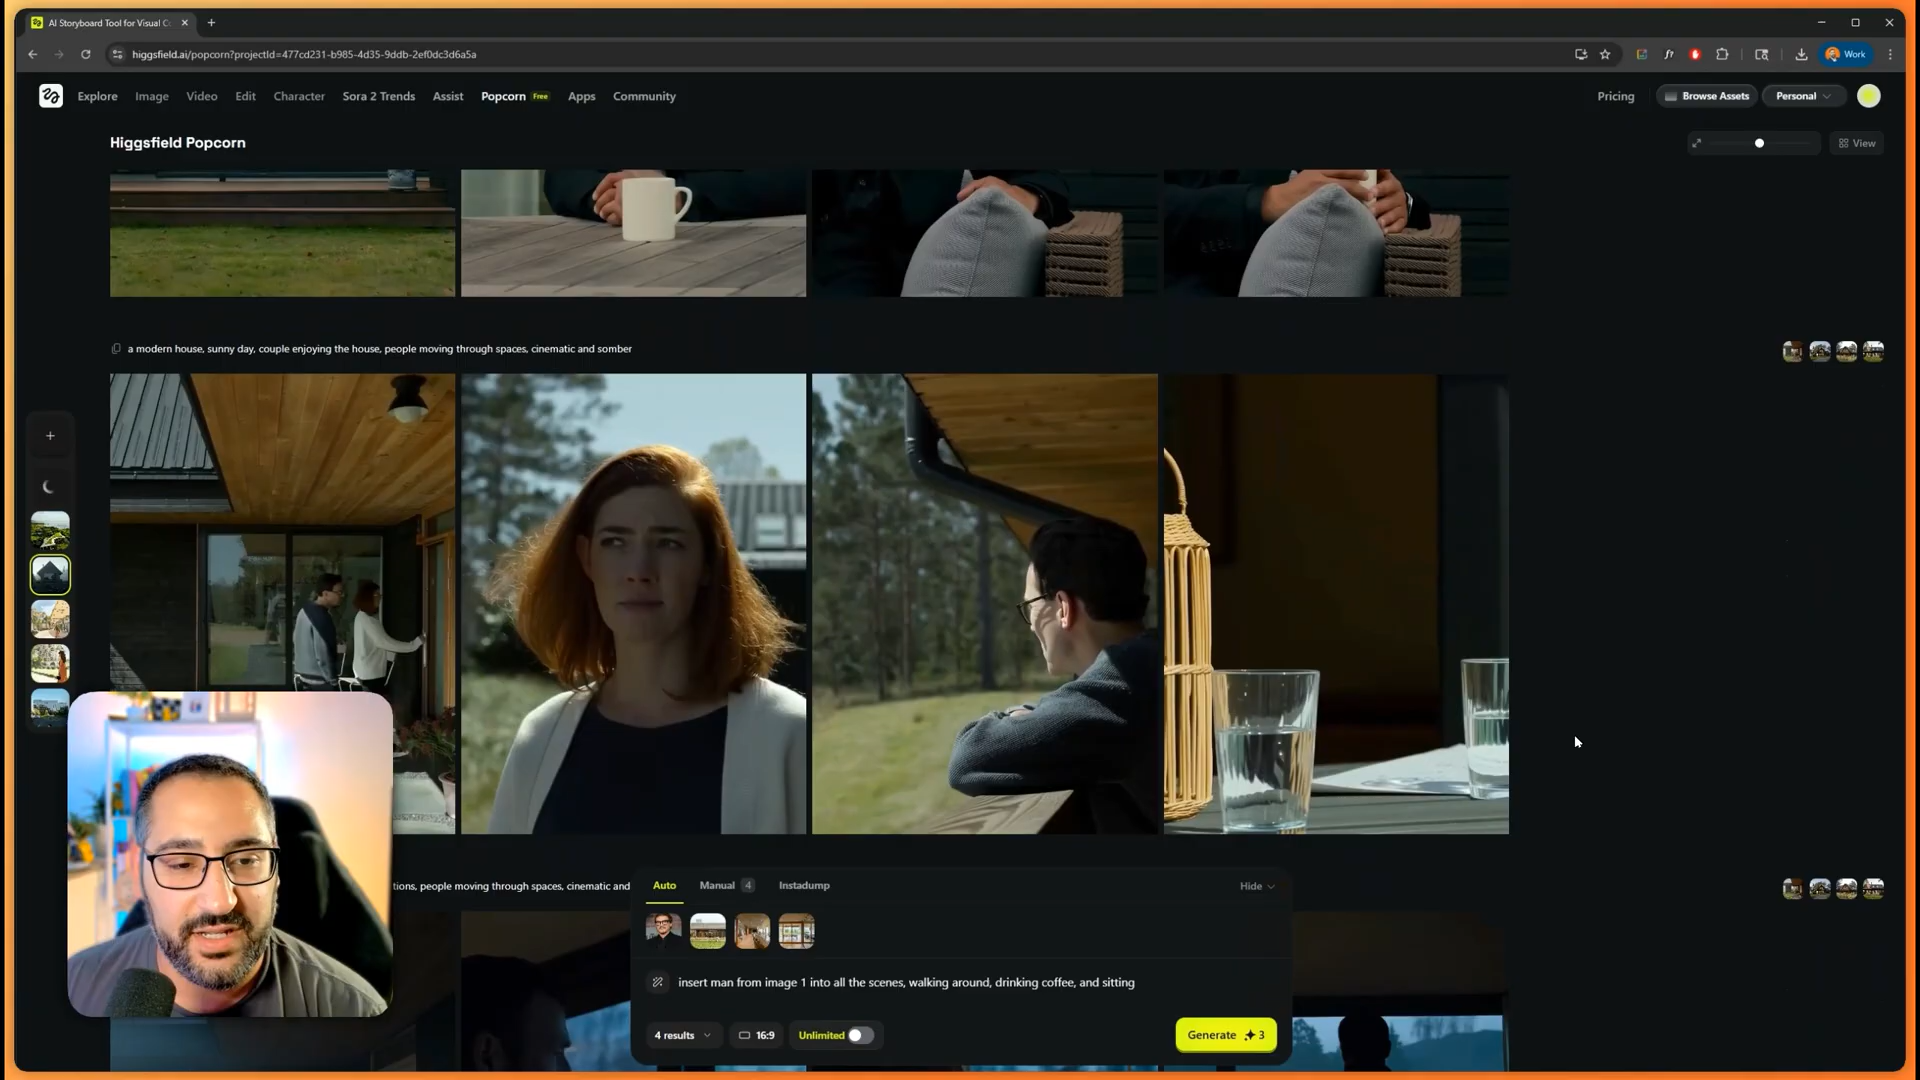 AI Storyboard Tool for Visual C
higgsfield.ai/popcorn?projectId=477cd231-b985-4d35-9ddb-2ef0dc3d6a5a
Work
Explore
Image
Video
Edit
Character
Sora 2 Trends
Assist
Popcorn Free
Apps
Community
Pricing
Browse Assets
Personal
Higgsfield Popcorn
View
a modern house, sunny day, couple enjoying the house, people moving through spaces, cinematic and somber
tions, people moving through spaces, cinematic and
Auto
Manual 4
Instadump
Hide
insert man from image 1 into all the scenes, walking around, drinking coffee, and sitting
4 results
16:9
Unlimited
Generate 3